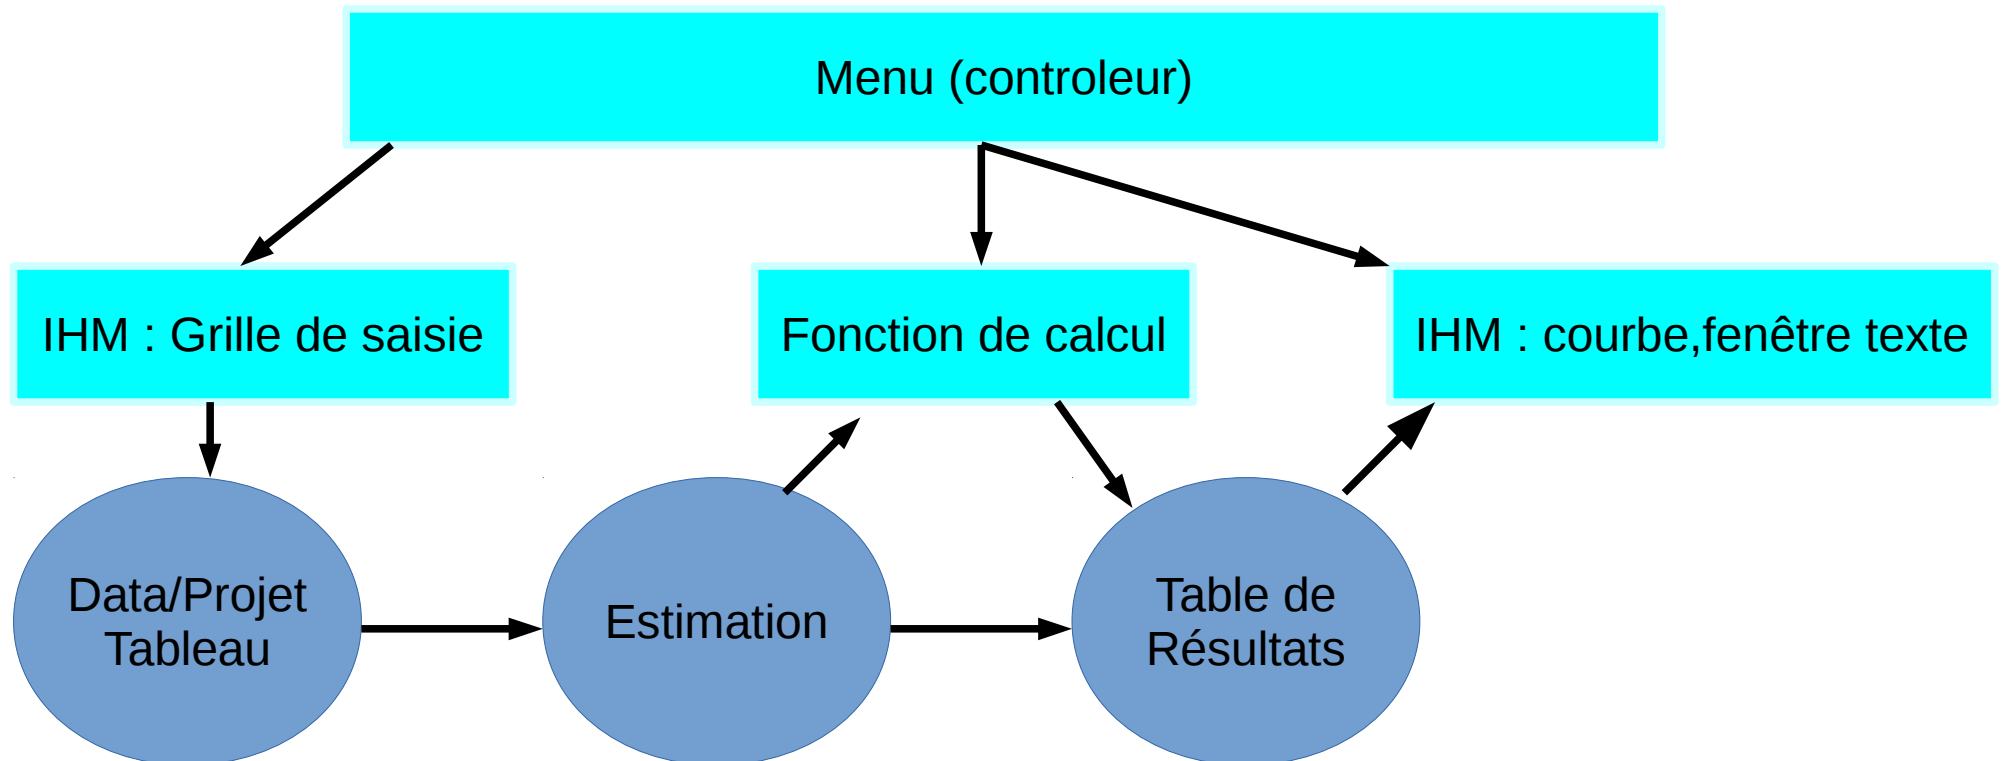 Menu (controleur)
IHM : Grille de saisie
Fonction de calcul
IHM : courbe,fenêtre texte
Data/Projet
Tableau
Estimation
Table de
Résultats